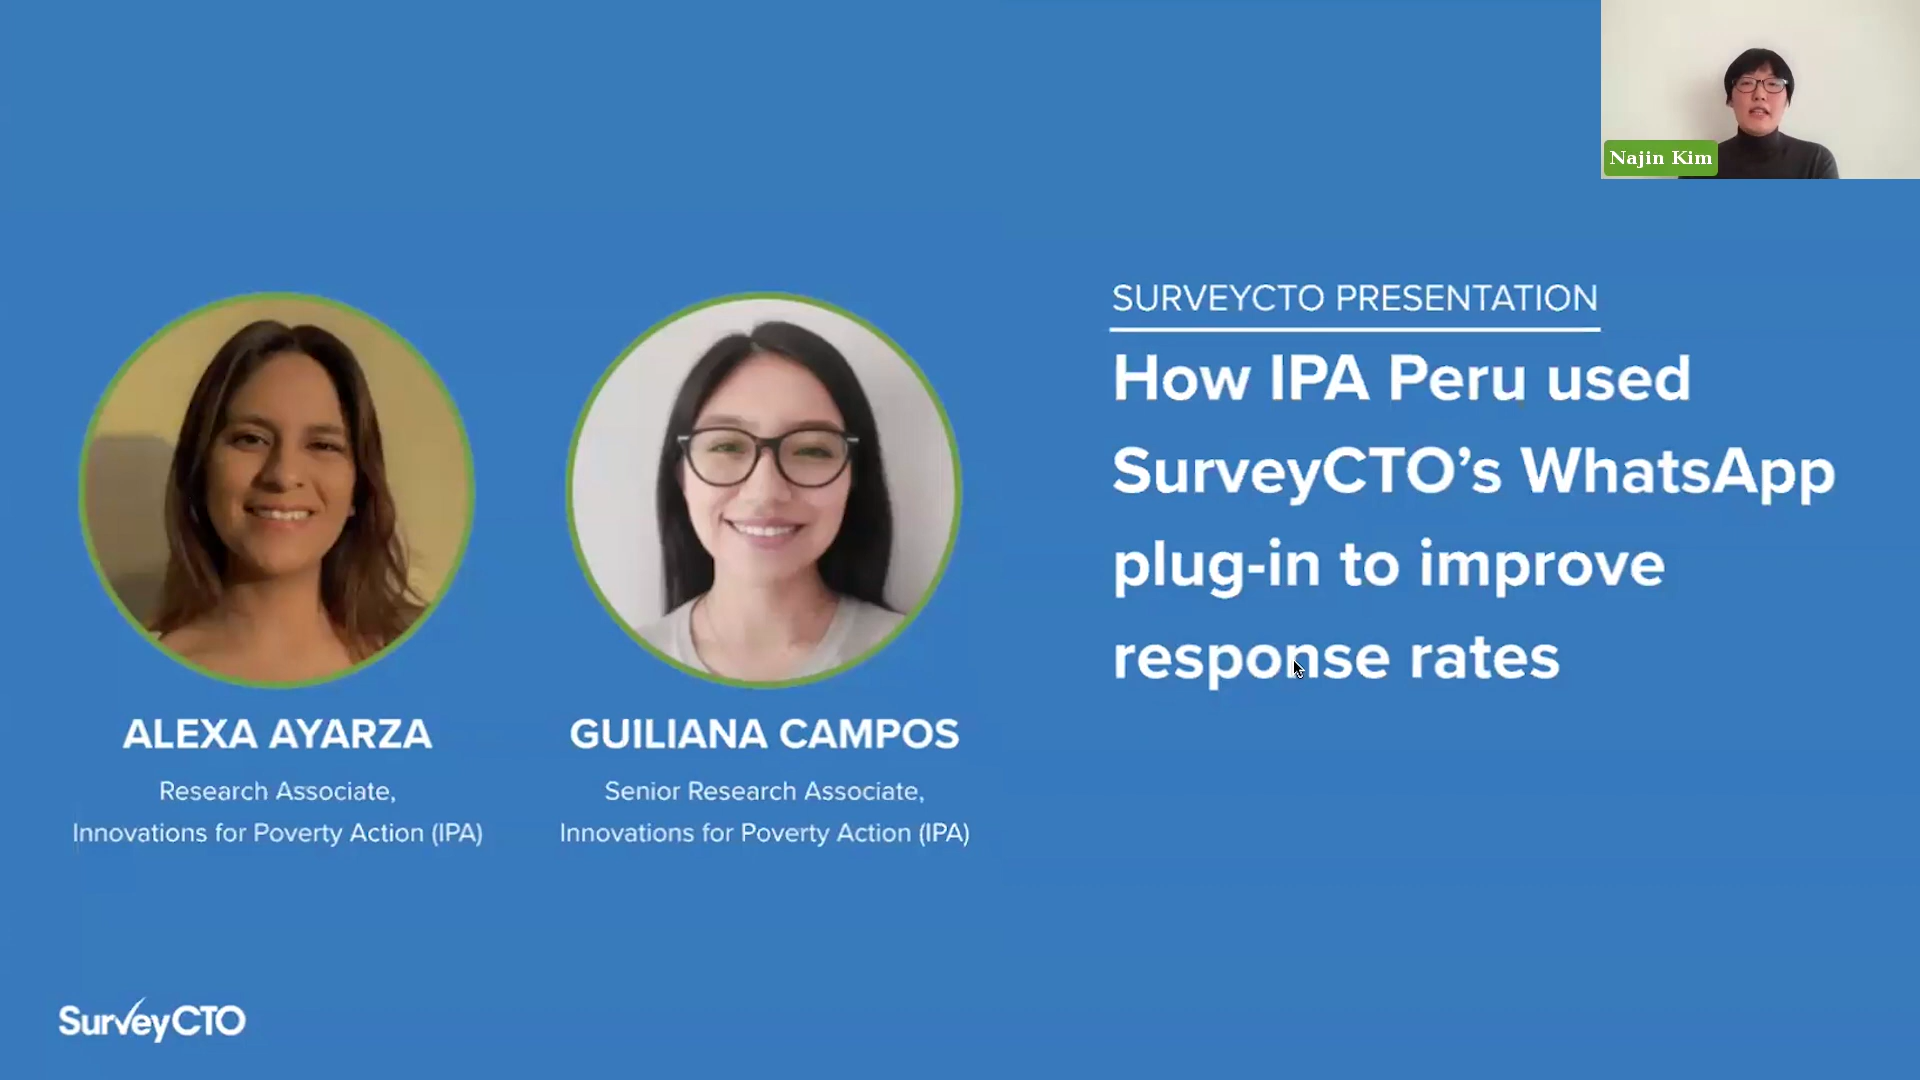 Najin Kim
SURVEYCTO PRESENTATION
How IPA Peru used
SurveyCTO’s WhatsApp
plug-in to improve
response rates
ALEXA AYARZA
Research Associate,
Innovations for Poverty Action (IPA)
GUILIANA CAMPOS
Senior Research Associate,
Innovations for Poverty Action (IPA)
SurveyCTO